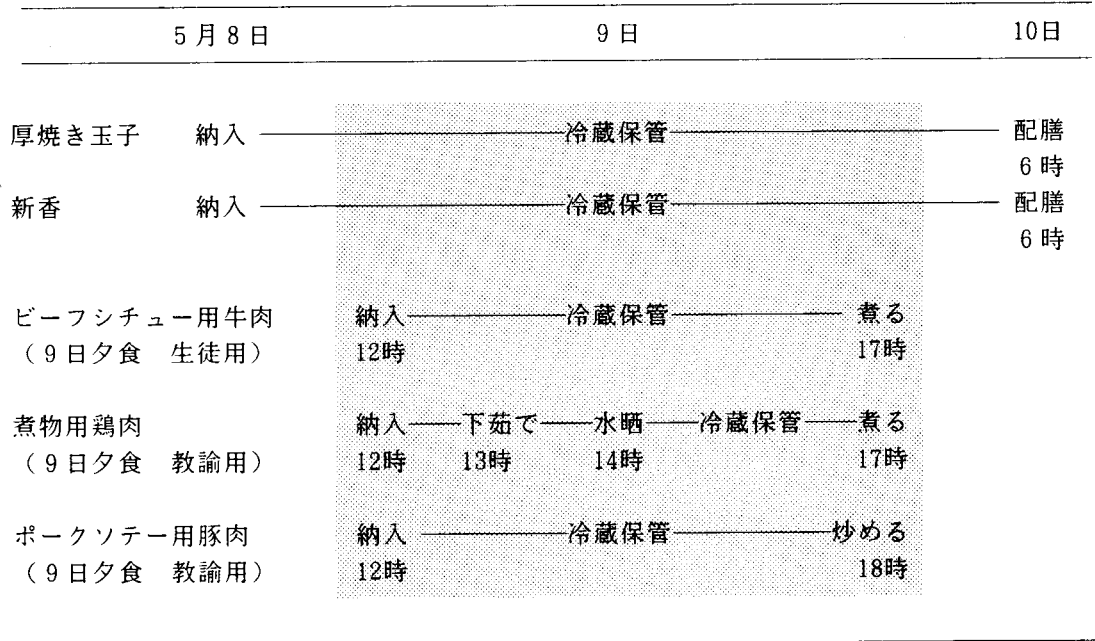 5月8日 9日 10日
厚焼き玉子 納入 冷蔵保管 配膳
6時
新香 納入 冷蔵保管 配膳
6時
ビーフシチュー用牛肉 納入 冷蔵保管 煮る
(9日夕食 生徒用) 12時 17時
煮物用鶏肉 納入 下茹で 水晒 冷蔵保管 煮る
(9日夕食 教諭用) 12時 13時 14時 17時
ポークソテー用豚肉 納入 冷蔵保管 炒める
(9日夕食 教諭用) 12時 18時